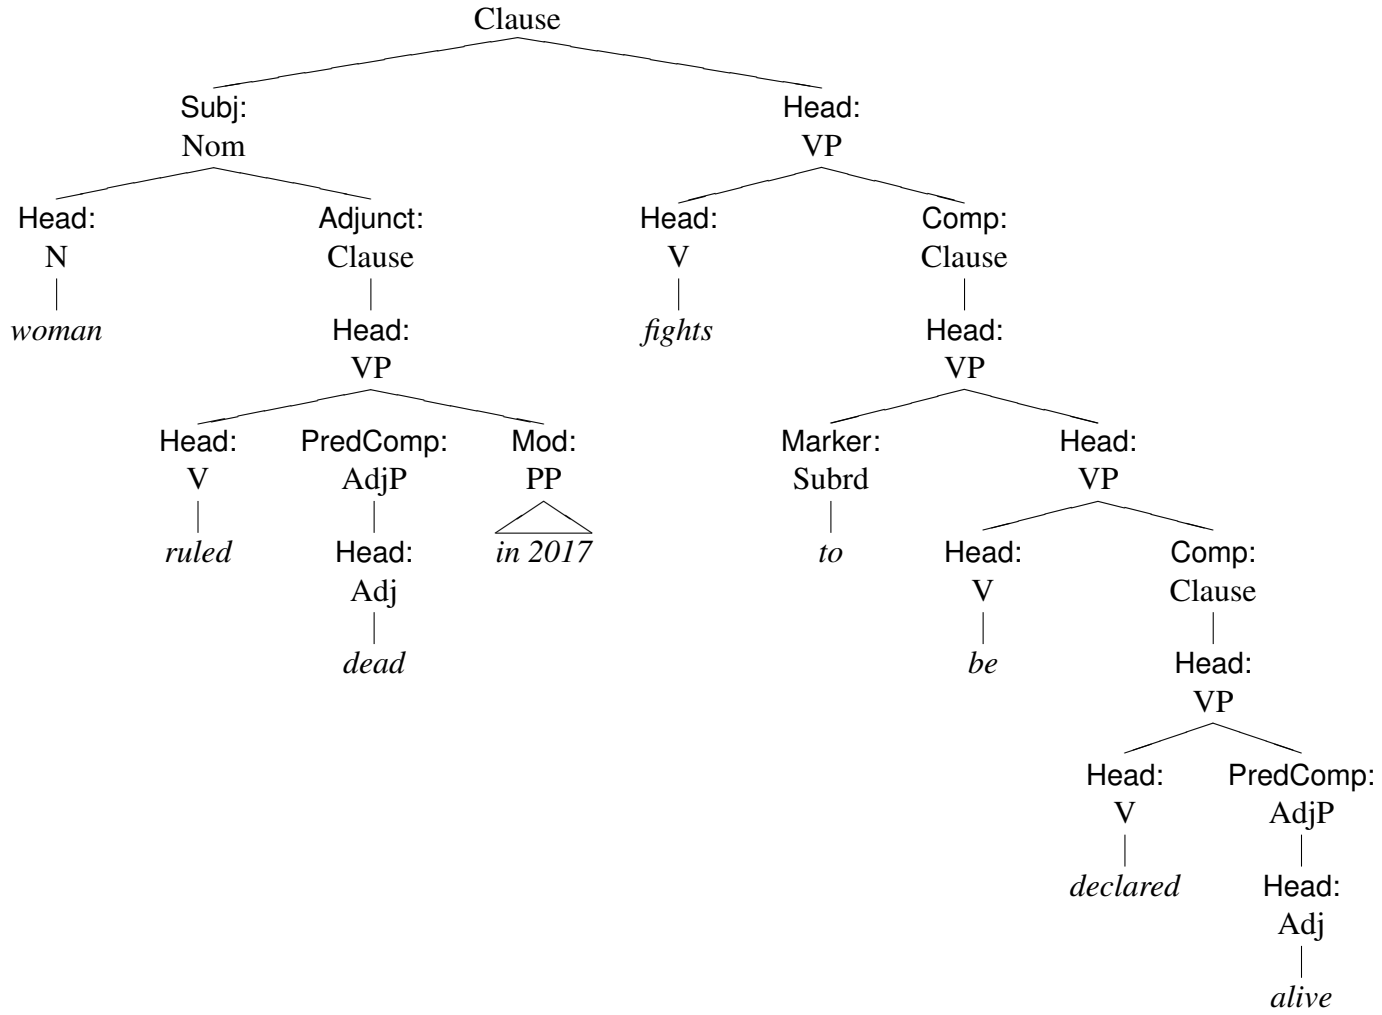 Clause
Subj: Head:
Nom VP
Head: Adjunct: Head: Comp:
N Clause V Clause
woman Head: fights Head:
VP VP
Head: PredComp: Mod: Marker: Head:
V AdjP PP Subrd VP
ruled Head: in 2017 to Head: Comp:
Adj V Clause
dead be Head:
VP
Head: PredComp:
V AdjP
declared Head:
Adj
alive